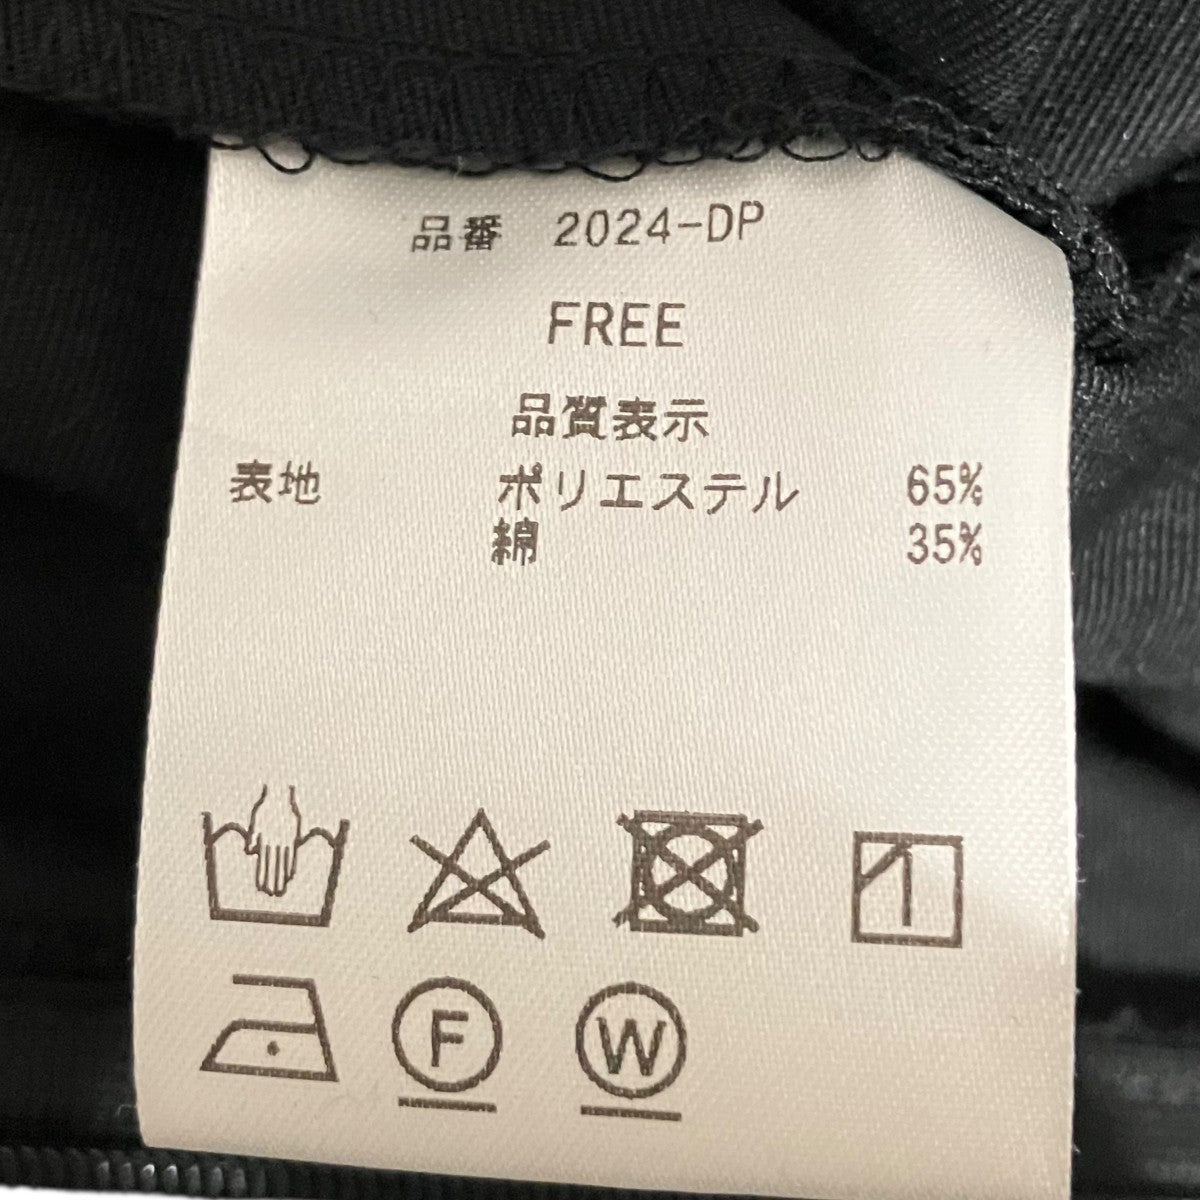 品番 2024-DP
FREE
品質表示
表地 ポリエステル 65%
綿 35%
F W